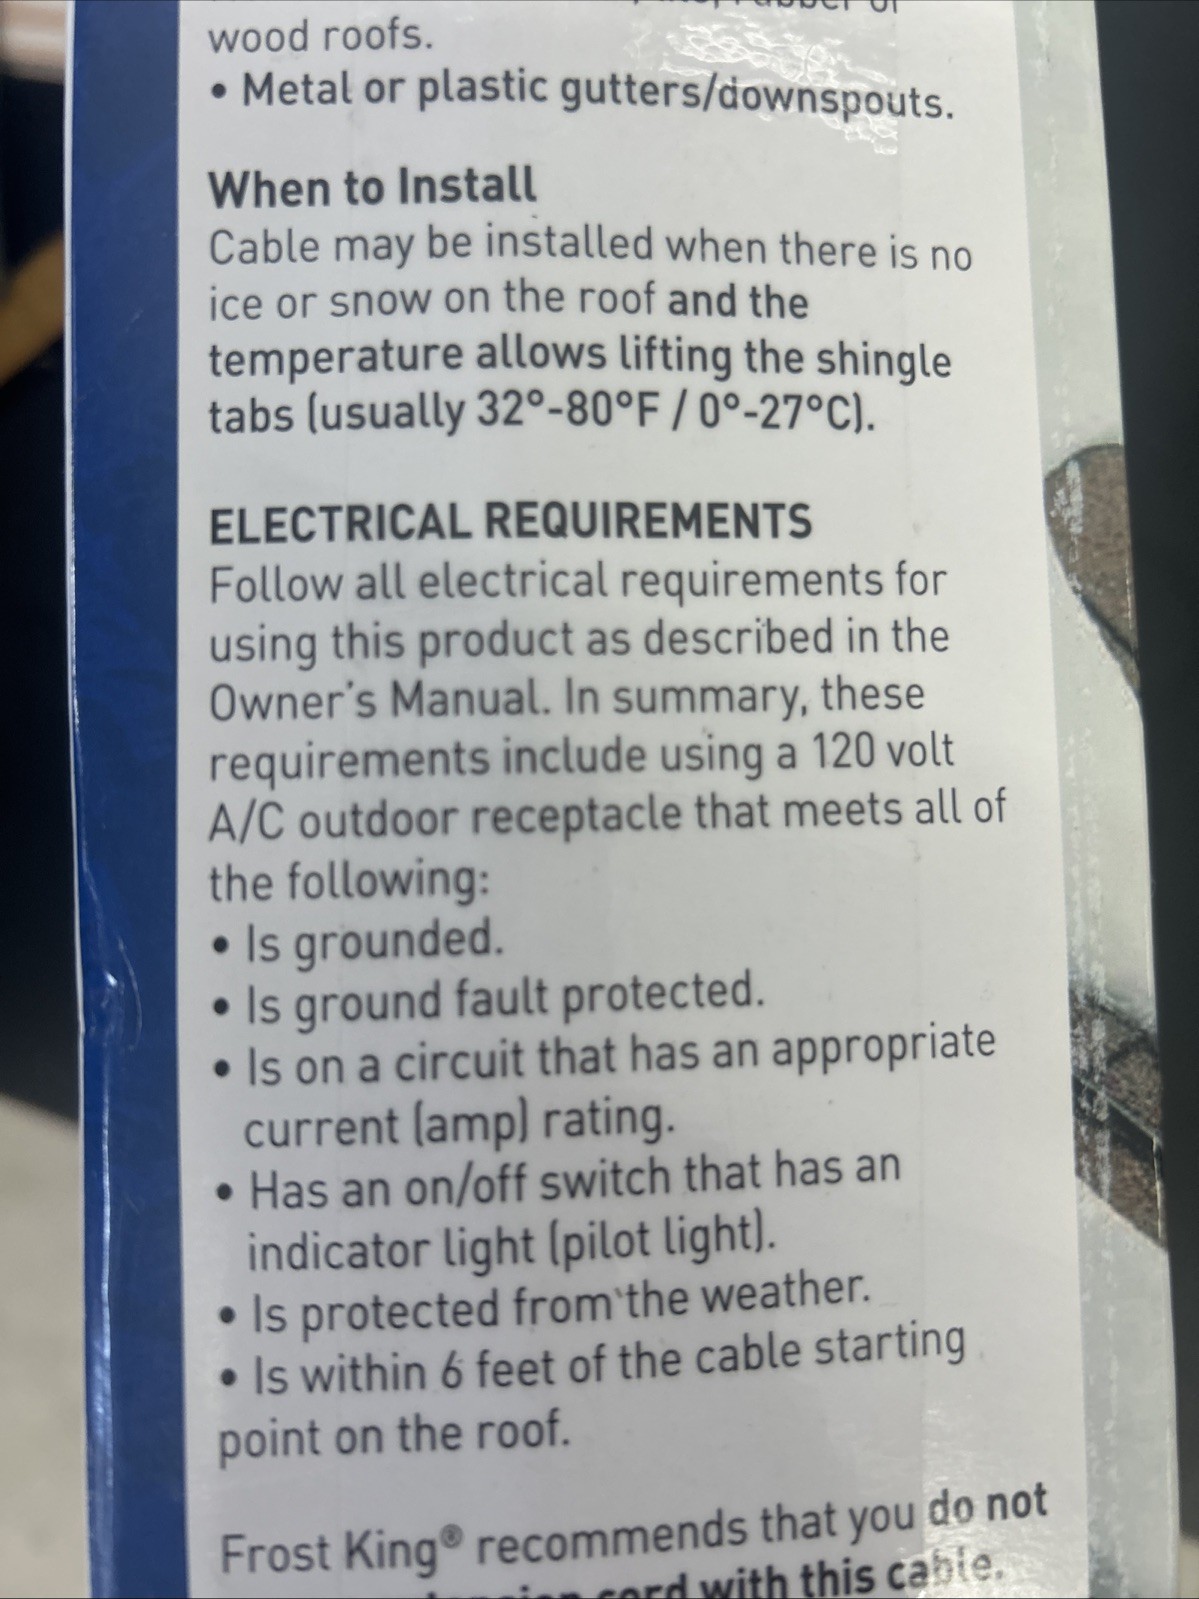 rubber or
wood roofs.
• Metal or plastic gutters/downspouts.
When to Install
Cable may be installed when there is no
ice or snow on the roof and the
temperature allows lifting the shingle
tabs (usually 32°-80°F / 0°-27°C).
ELECTRICAL REQUIREMENTS
Follow all electrical requirements for
using this product as described in the
Owner's Manual. In summary, these
requirements include using a 120 volt
A/C outdoor receptacle that meets all of
the following:
• Is grounded.
• Is ground fault protected.
• Is on a circuit that has an appropriate
current (amp) rating.
• Has an on/off switch that has an
indicator light (pilot light).
• Is protected from the weather.
• Is within 6 feet of the cable starting
point on the roof.
Frost King® recommends that you do not
cord with this cable.